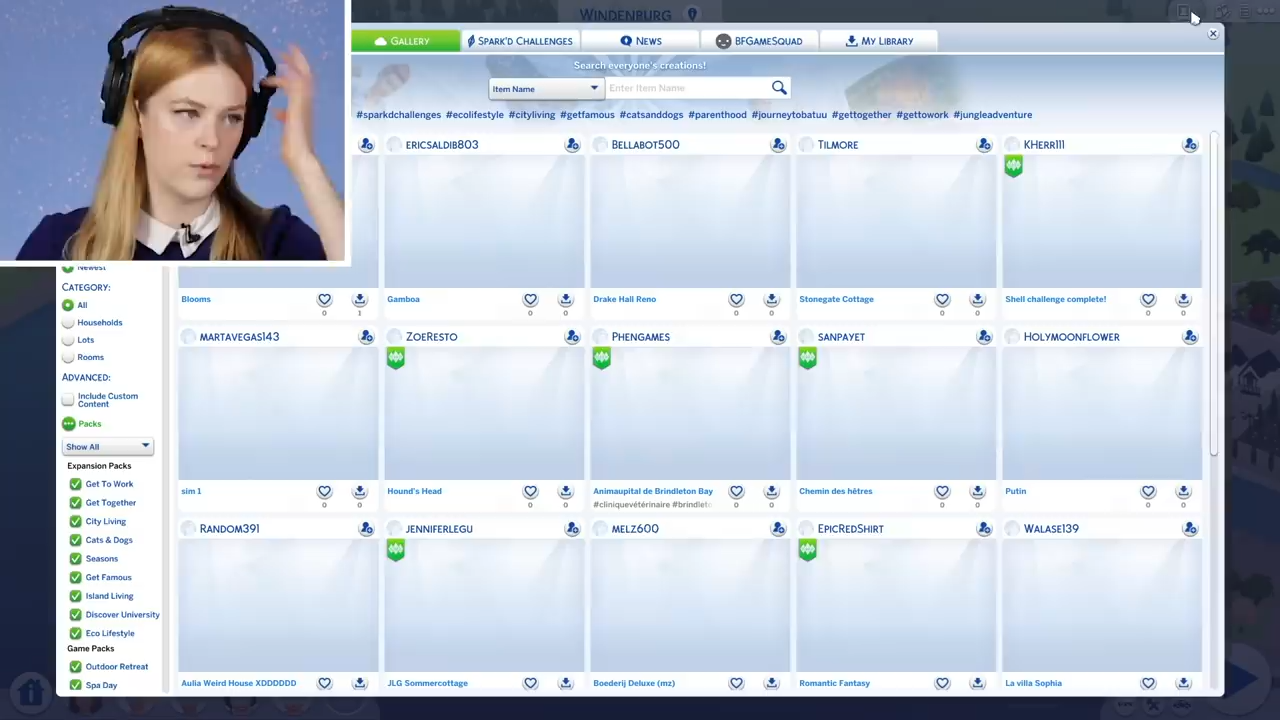 WINDENBURG
GALLERY
SPARK'D CHALLENGES
NEWS
BFGAMESQUAD
MY LIBRARY
Search everyone's creations!
Item Name
Enter Item Name
#sparkdchallenges #ecolifestyle #cityliving #getfamous #catsanddogs #parenthood #journeytobatuu #gettogether #gettowork #jungleadventure
ERICSALDIB803
BELLABOT500
TILMORE
KHERR111
Blooms
0
1
Gamboa
0
0
Drake Hall Reno
0
0
Stonegate Cottage
0
0
Shell challenge complete!
0
0
MARTAVEGAS143
ZOERESTO
PHENGAMES
SANPAYET
HOLYMOONFLOWER
sim 1
0
0
Hound's Head
0
0
Animaupital de Brindleton Bay
#cliniquevétérinaire #brindlet
0
0
Chemin des hêtres
0
0
Putin
0
0
RANDOM391
JENNIFERLEGU
MELZ600
EPICREDSHIRT
WALASE139
Aulia Weird House XDDDDDD
JLG Sommercottage
Boederij Deluxe (mz)
Romantic Fantasy
La villa Sophia
Newest
CATEGORY:
All
Households
Lots
Rooms
ADVANCED:
Include Custom
Content
Packs
Show All
Expansion Packs
Get To Work
Get Together
City Living
Cats & Dogs
Seasons
Get Famous
Island Living
Discover University
Eco Lifestyle
Game Packs
Outdoor Retreat
Spa Day